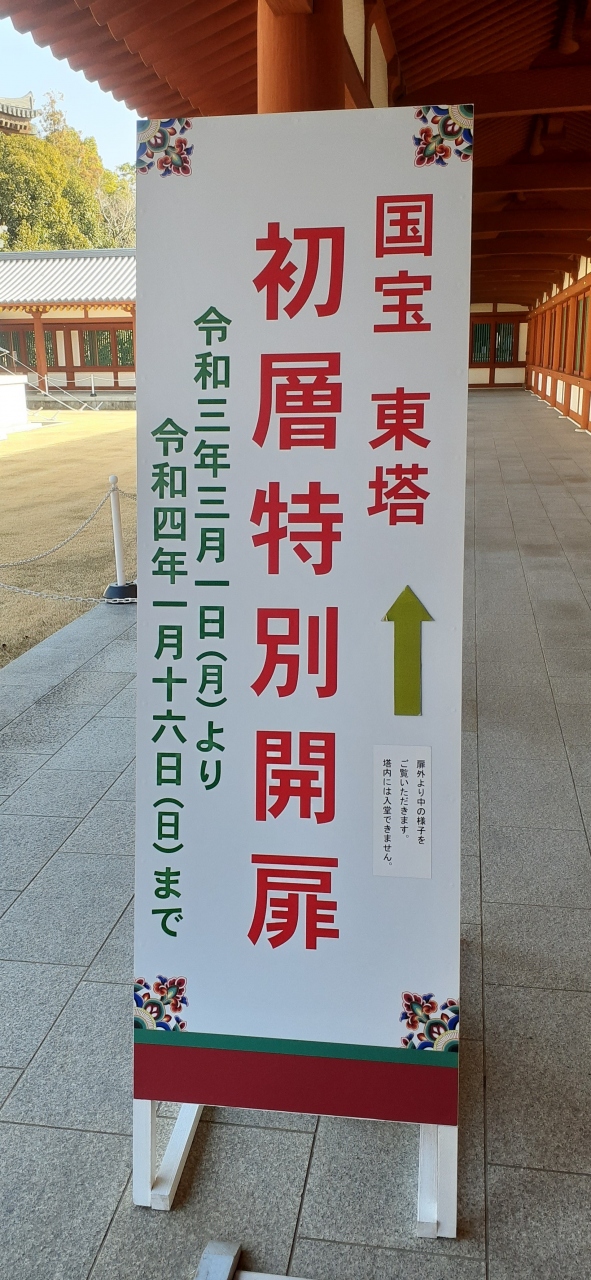 国宝 東塔
扉外より中の様子を
ご覧いただきます。
塔内には入堂できません。
初層特別開扉
令和三年三月一日(月)より
令和四年一月十六日(日)まで